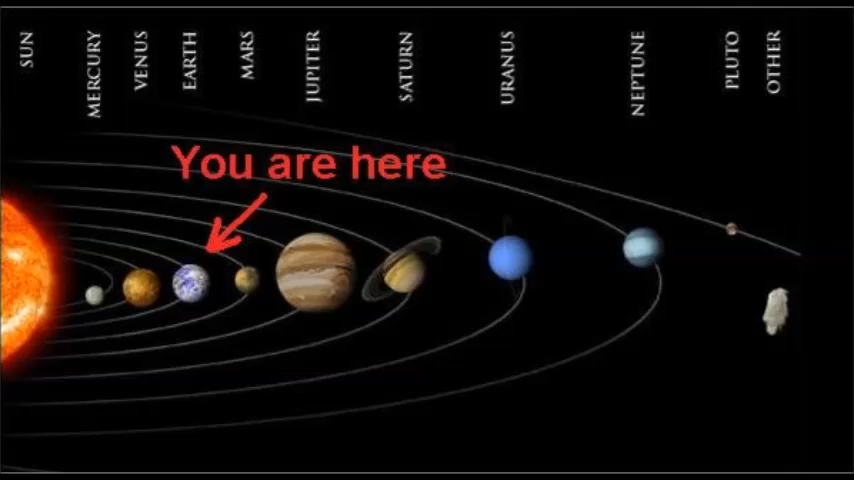 SUN
MERCURY
VENUS
EARTH
MARS
JUPITER
SATURN
URANUS
NEPTUNE
PLUTO
OTHER
You are here